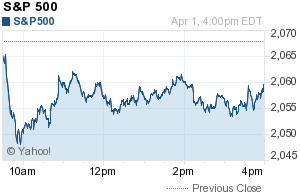 S&P 500
S&P500
Apr 1, 4:00pm EDT
2,070
2,065
2,060
2,055
2,050
2,045
© Yahoo!
10am 12pm 2pm 4pm
Previous Close